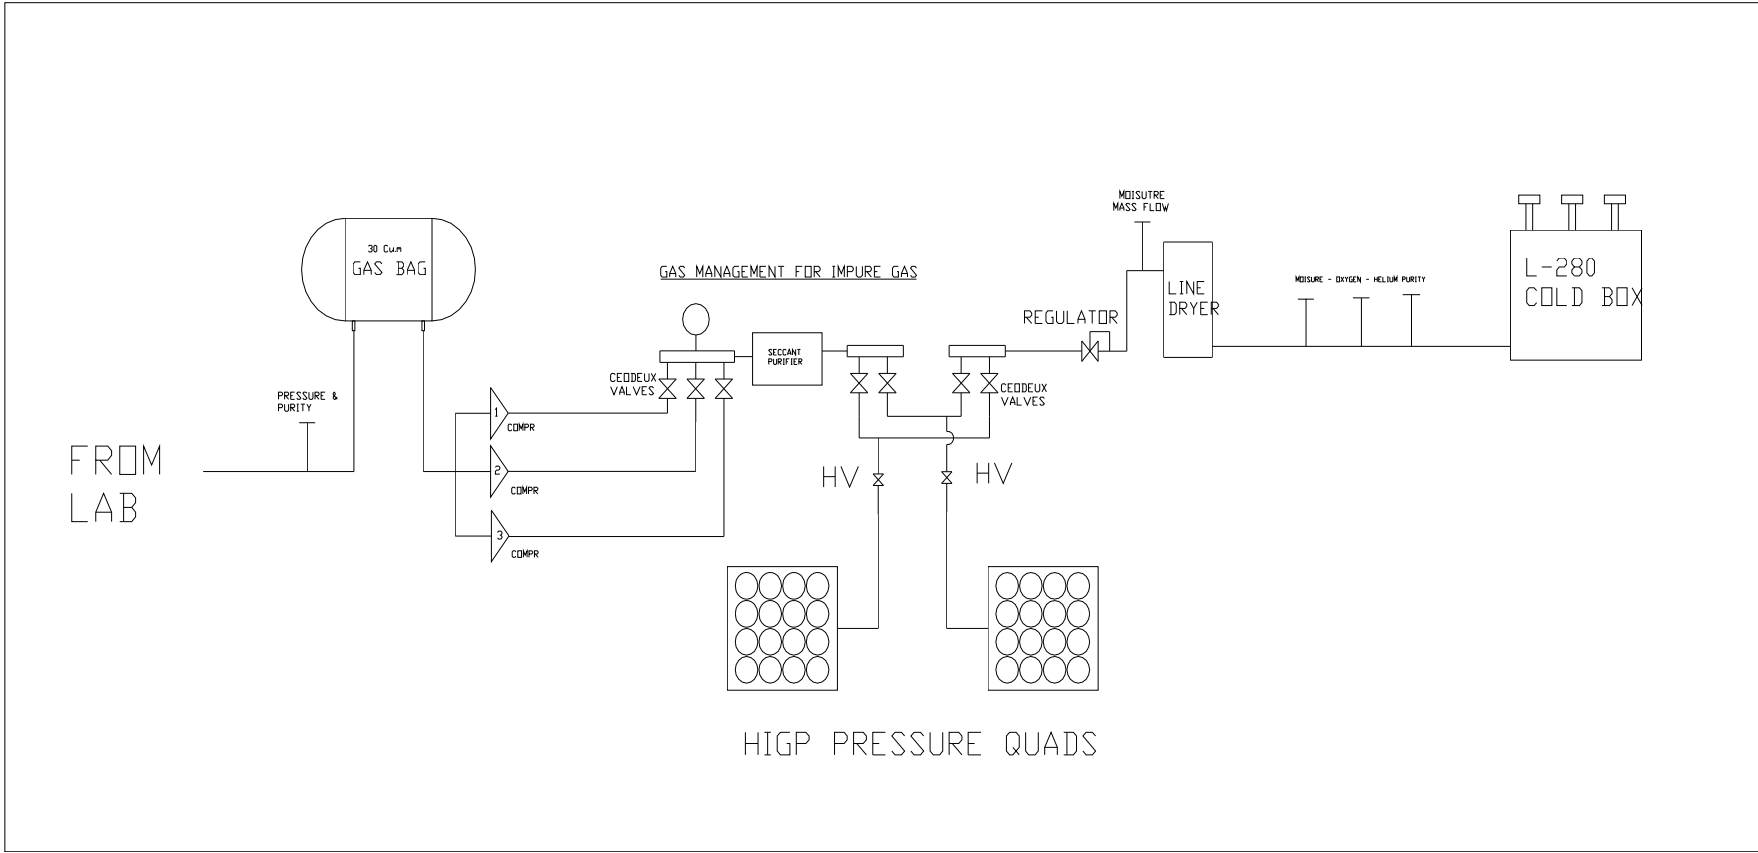 MOISUTRE
MASS FLOW
30 Cu.m
GAS BAG
GAS MANAGEMENT FOR IMPURE GAS
L-280
COLD BOX
MOISURE - OXYGEN - HELIUM PURITY
LINE
DRYER
REGULATOR
SECCANT
PURIFIER
CEODEUX
VALVES
CEODEUX
VALVES
PRESSURE &
PURITY
1
COMPR
FROM
LAB
2
COMPR
HV
HV
3
COMPR
HIGP PRESSURE QUADS